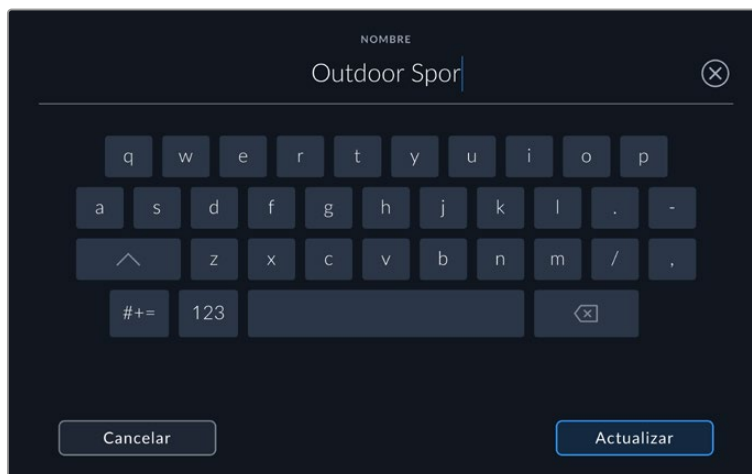 NOMBRE
Outdoor Spor
q w e r t y u i o p
a s d f g h j k l . -
z x c v b n m / ,
#+= 123
Cancelar Actualizar